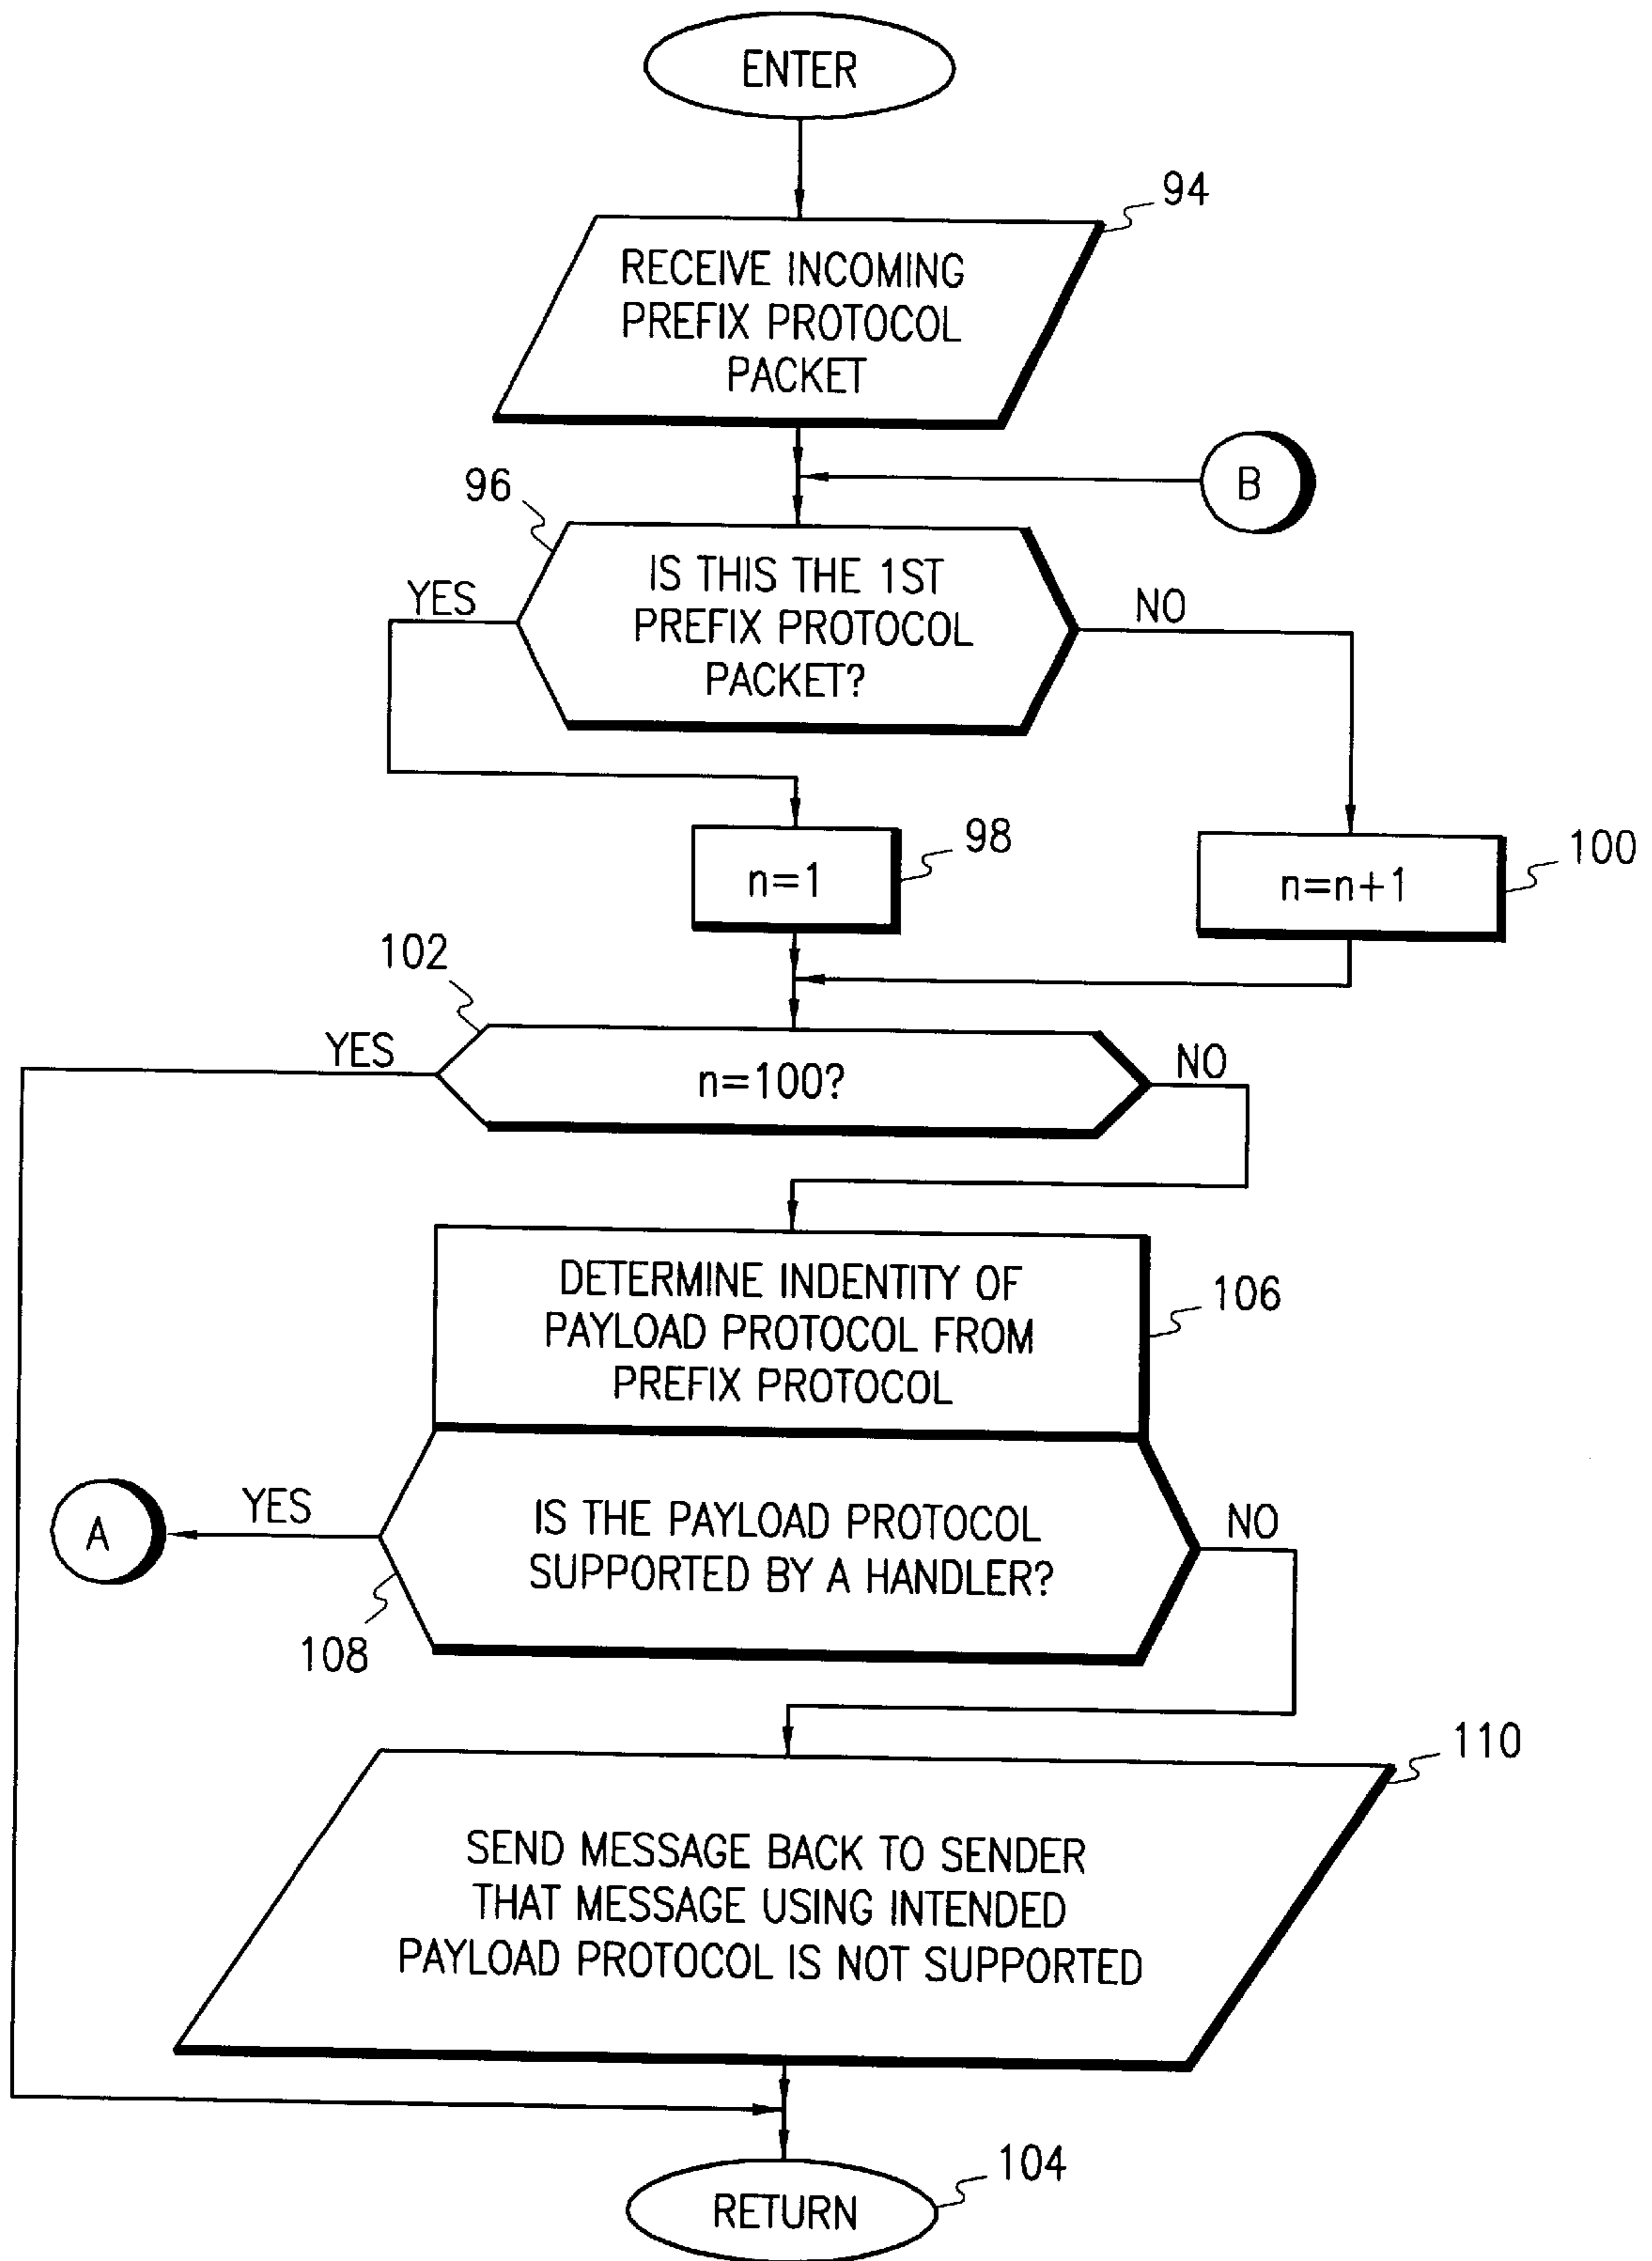 ENTER
94
RECEIVE INCOMING
PREFIX PROTOCOL
PACKET
B
96
IS THIS THE 1ST
PREFIX PROTOCOL
PACKET?
YES
NO
n=1
98
n=n+1
100
102
YES
n=100?
NO
DETERMINE INDENTITY OF
PAYLOAD PROTOCOL FROM
PREFIX PROTOCOL
106
A
YES
IS THE PAYLOAD PROTOCOL
SUPPORTED BY A HANDLER?
NO
108
110
SEND MESSAGE BACK TO SENDER
THAT MESSAGE USING INTENDED
PAYLOAD PROTOCOL IS NOT SUPPORTED
104
RETURN